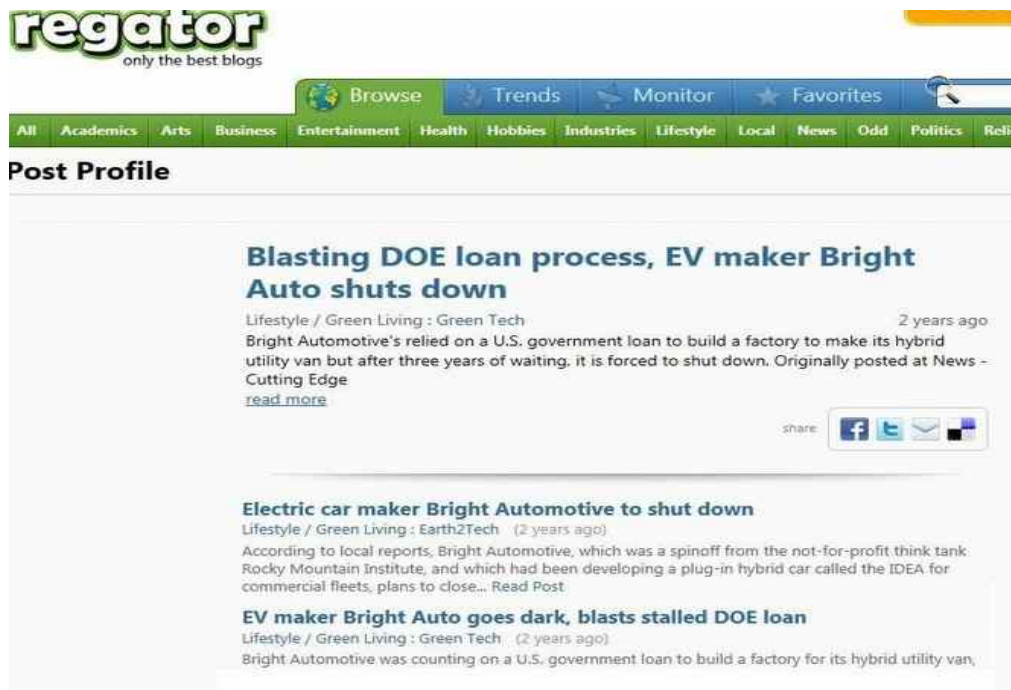 regator
only the best blogs
Browse Trends Monitor Favorites
All Academics Arts Business Entertainment Health Hobbies Industries Lifestyle Local News Odd Politics
Post Profile
Blasting DOE loan process, EV maker Bright
Auto shuts down
Lifestyle / Green Living : Green Tech 2 years ago
Bright Automotive's relied on a U.S. government loan to build a factory to make its hybrid
utility van but after three years of waiting. it is forced to shut down. Originally posted at News -
Cutting Edge
read more
share
Electric car maker Bright Automotive to shut down
Lifestyle / Green Living : Earth2Tech (2 years ago)
According to local reports, Bright Automotive, which was a spinoff from the not-for-profit think tank
Rocky Mountain Institute, and which had been developing a plug-in hybrid car called the IDEA for
commercial fleets, plans to close... Read Post
EV maker Bright Auto goes dark, blasts stalled DOE loan
Lifestyle / Green Living : Green Tech (2 years ago)
Bright Automotive was counting on a U.S. government loan to build a factory for its hybrid utility van,